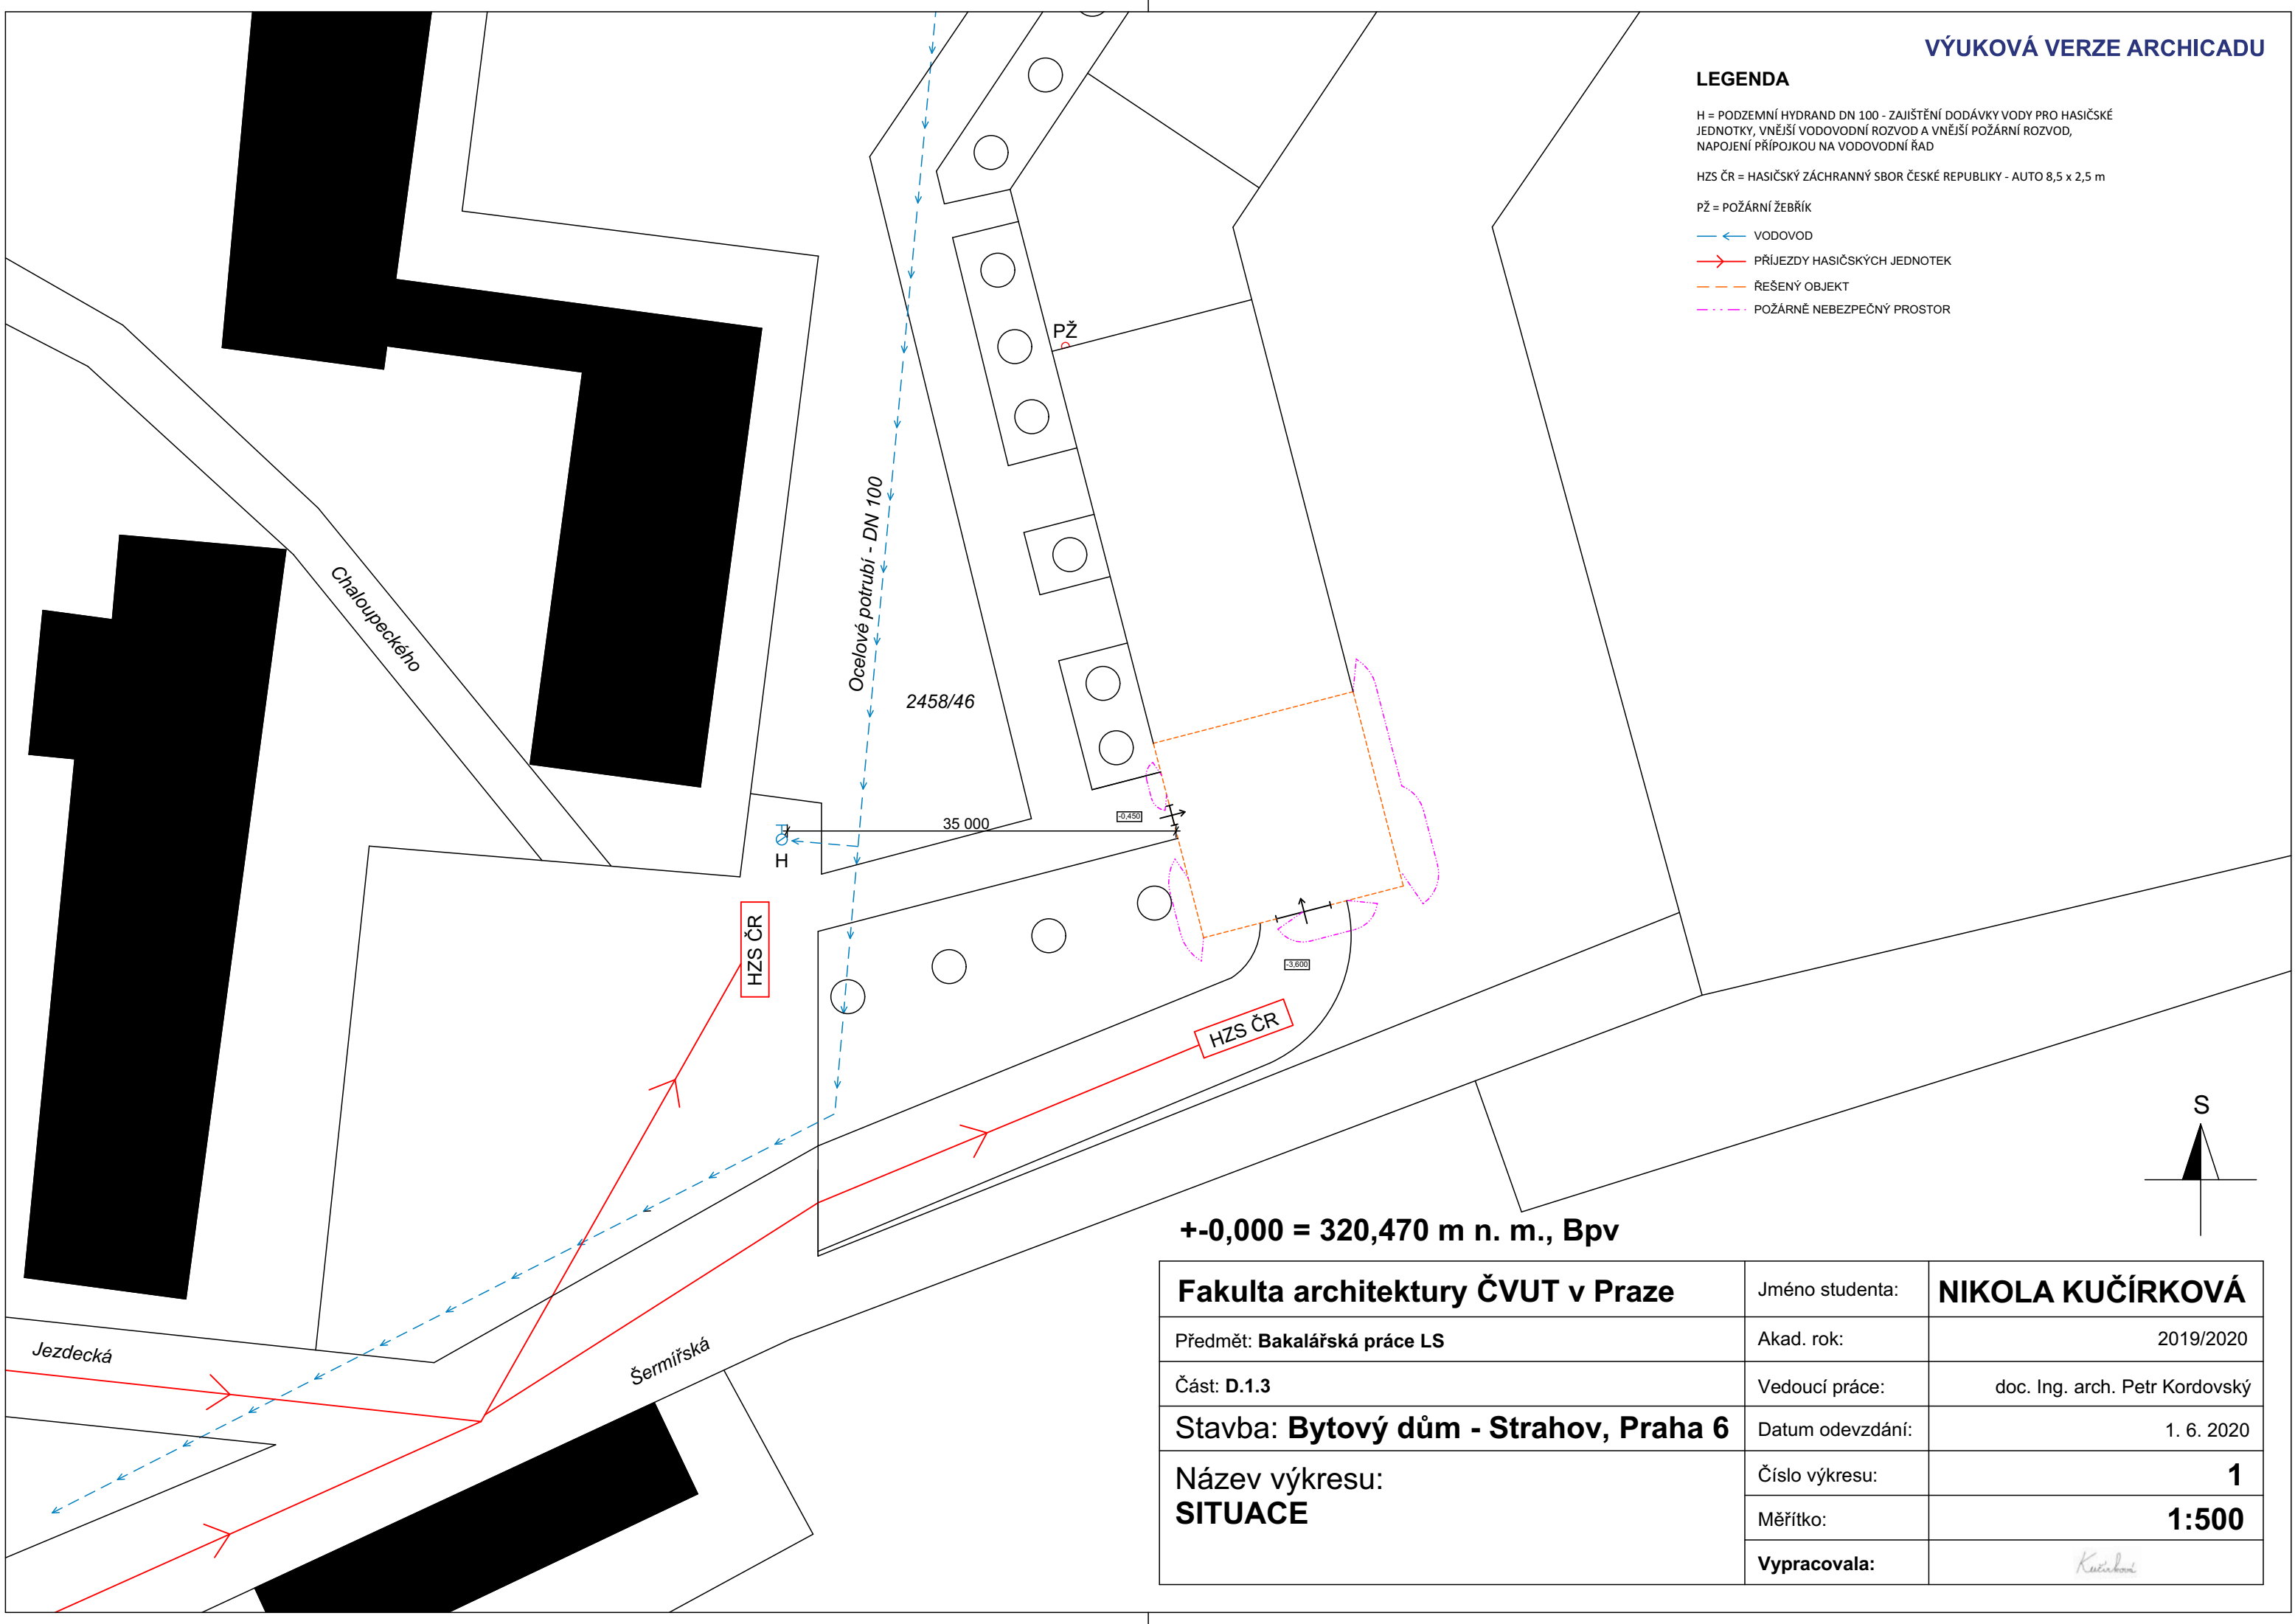 VÝUKOVÁ VERZE ARCHICADU
LEGENDA
H = PODZEMNÍ HYDRAND DN 100 - ZAJIŠTĚNÍ DODÁVKY VODY PRO HASIČSKÉ
JEDNOTKY, VNĚJŠÍ VODOVODNÍ ROZVOD A VNĚJŠÍ POŽÁRNÍ ROZVOD,
NAPOJENÍ PŘÍPOJKOU NA VODOVODNÍ ŘAD
HZS ČR = HASIČSKÝ ZÁCHRANNÝ SBOR ČESKÉ REPUBLIKY - AUTO 8,5 x 2,5 m
PŽ = POŽÁRNÍ ŽEBŘÍK
VODOVOD
PŘÍJEZDY HASIČSKÝCH JEDNOTEK
ŘEŠENÝ OBJEKT
POŽÁRNĚ NEBEZPEČNÝ PROSTOR
PŽ
Chaloupeckého
Ocelové potrubí - DN 100
2458/46
35 000
-0,450
H
HZS ČR
-3,600
HZS ČR
S
Jezdecká
Šermířská
+-0,000 = 320,470 m n. m., Bpv
Fakulta architektury ČVUT v Praze
Jméno studenta:
NIKOLA KUČÍRKOVÁ
Předmět: Bakalářská práce LS
Akad. rok:
2019/2020
Část: D.1.3
Vedoucí práce:
doc. Ing. arch. Petr Kordovský
Stavba: Bytový dům - Strahov, Praha 6
Datum odevzdání:
1. 6. 2020
Název výkresu:
SITUACE
Číslo výkresu:
1
Měřítko:
1:500
Vypracovala:
Kučírková